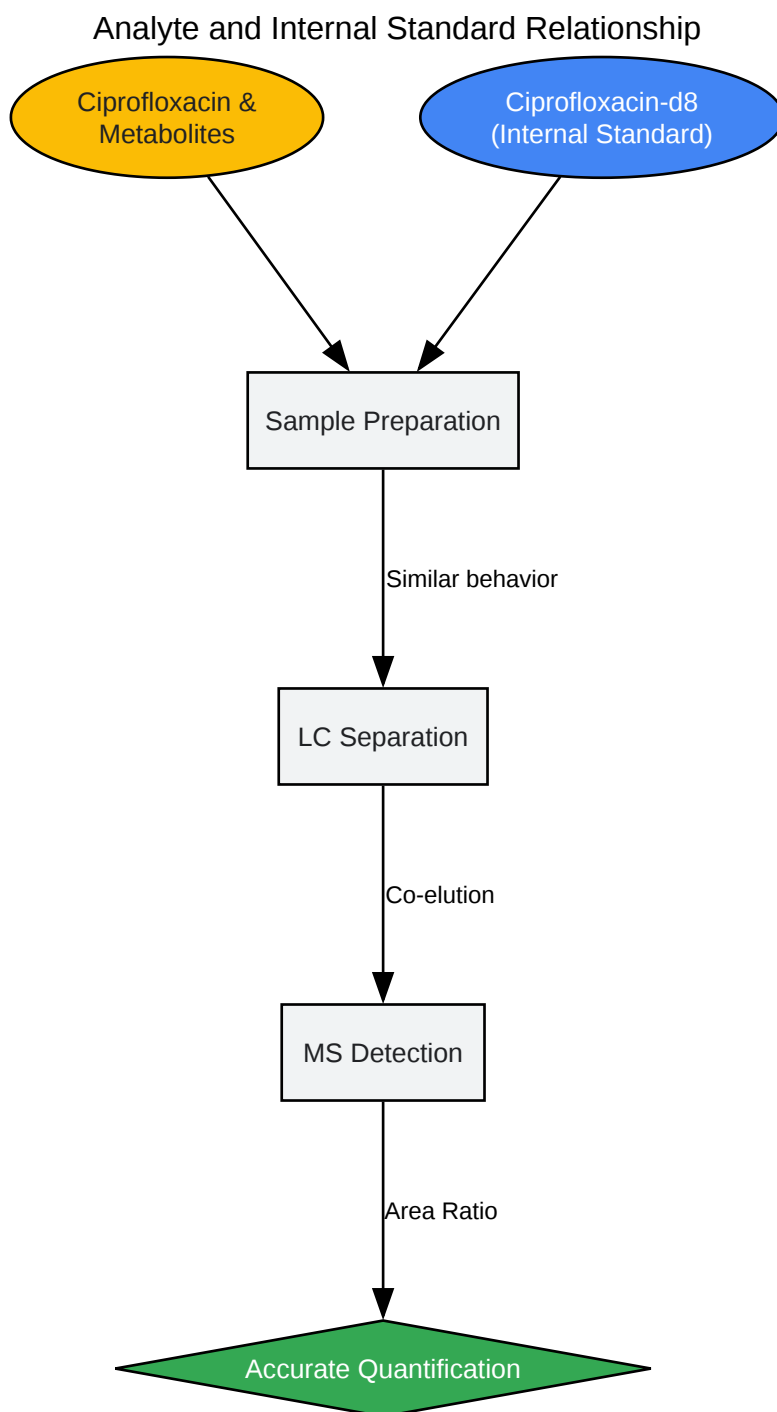 Analyte and Internal Standard Relationship
Ciprofloxacin &
Metabolites
Ciprofloxacin-d8
(Internal Standard)
Sample Preparation
Similar behavior
LC Separation
Co-elution
MS Detection
Area Ratio
Accurate Quantification